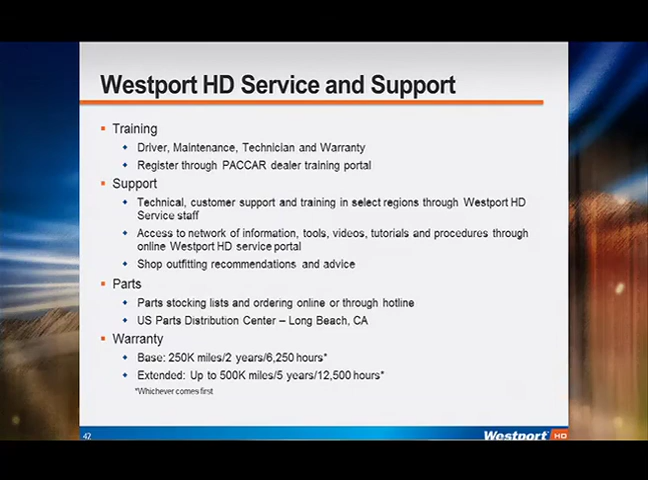 Westport HD Service and Support
Training
Driver, Maintenance, Technician and Warranty
Register through PACCAR dealer training portal
Support
Technical, customer support and training in select regions through Westport HD
Service staff
Access to network of information, tools, videos, tutorials and procedures through
online Westport HD service portal
Shop outfitting recommendations and advice
Parts
Parts stocking lists and ordering online or through hotline
US Parts Distribution Center – Long Beach, CA
Warranty
Base: 250K miles/2 years/6,250 hours*
Extended: Up to 500K miles/5 years/12,500 hours*
*Whichever comes first
42
Westport HD